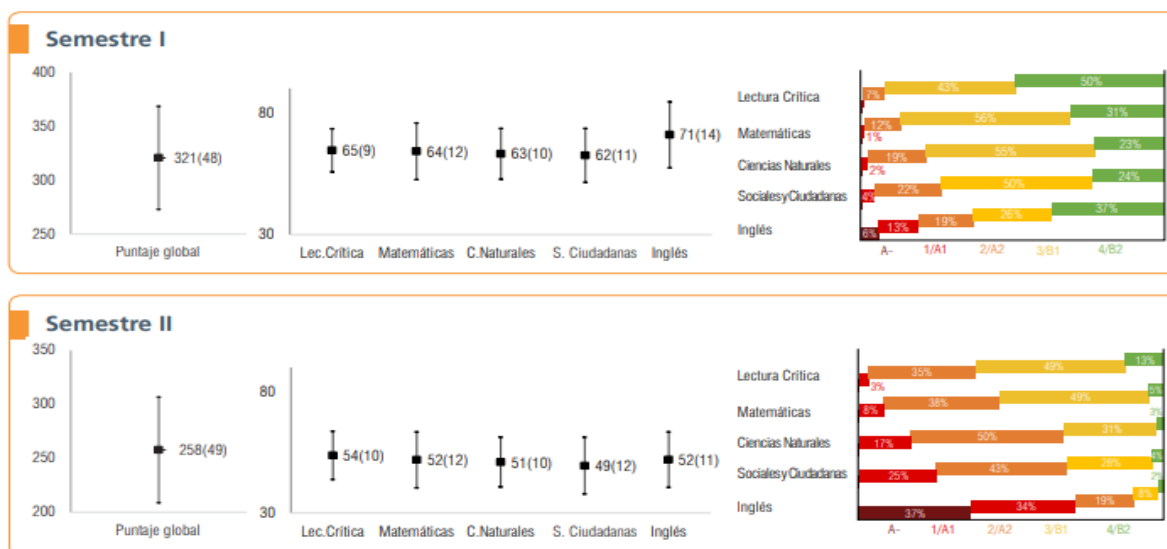 Semestre I
400
350
300
250
321(48)
Puntaje global
80
30
65(9)
64(12)
63(10)
62(11)
71(14)
Lec.Crítica Matemáticas C.Naturales S. Ciudadanas Inglés
Lectura Crítica
7% 43% 50%
Matemáticas
1% 12% 56% 31%
Ciencias Naturales
2% 19% 55% 23%
SocialesyCiudadanas
4% 22% 50% 24%
Inglés
6% 13% 19% 26% 37%
A- 1/A1 2/A2 3/B1 4/B2
Semestre II
350
300
250
200
258(49)
Puntaje global
80
30
54(10)
52(12)
51(10)
49(12)
52(11)
Lec.Crítica Matemáticas C.Naturales S. Ciudadanas Inglés
Lectura Crítica
3% 35% 49% 13%
Matemáticas
8% 38% 49% 5%
Ciencias Naturales
17% 50% 31% 3%
SocialesyCiudadanas
25% 43% 28% 4%
Inglés
37% 34% 19% 8% 2%
A- 1/A1 2/A2 3/B1 4/B2